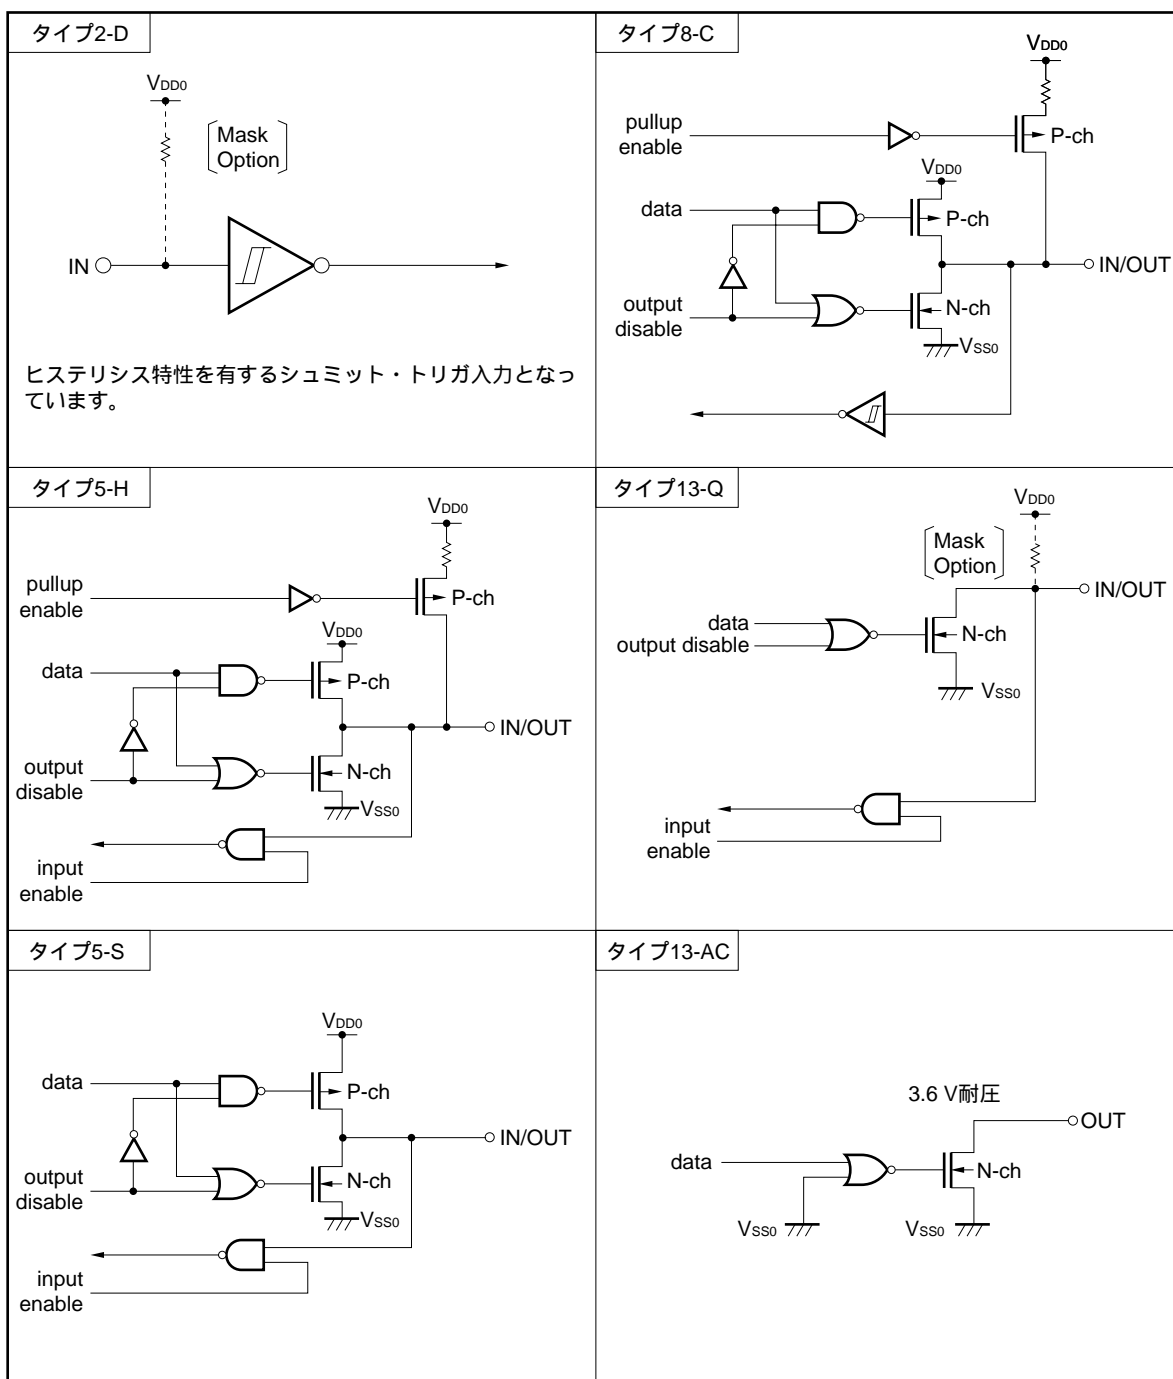 タイプ2-D
VDD0
Mask
Option
IN
ヒステリシス特性を有するシュミット・トリガ入力となっ
ています。
タイプ8-C
VDD0
pullup
enable
P-ch
VDD0
data
P-ch
IN/OUT
output
disable
N-ch
VSS0
タイプ5-H
VDD0
pullup
enable
P-ch
VDD0
data
P-ch
IN/OUT
output
disable
N-ch
VSS0
input
enable
タイプ13-Q
VDD0
Mask
Option
IN/OUT
data
output disable
N-ch
VSS0
input
enable
タイプ5-S
VDD0
data
P-ch
IN/OUT
output
disable
N-ch
VSS0
input
enable
タイプ13-AC
3.6 V耐圧
OUT
data
N-ch
VSS0
VSS0